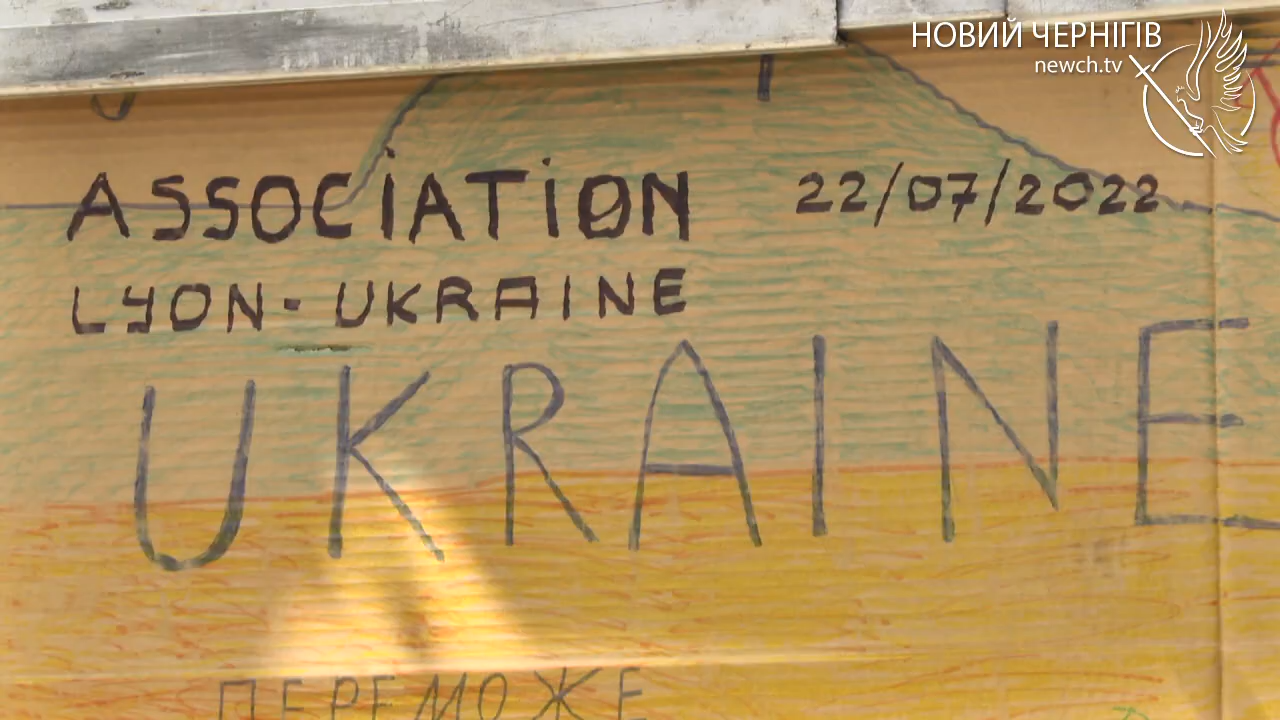 НОВИЙ ЧЕРНІГІВ
newch.tv
ASSOCIATION 22/07/2022
LYON-UKRAINE
UKRAINE
ПЕРЕМОЖЕ